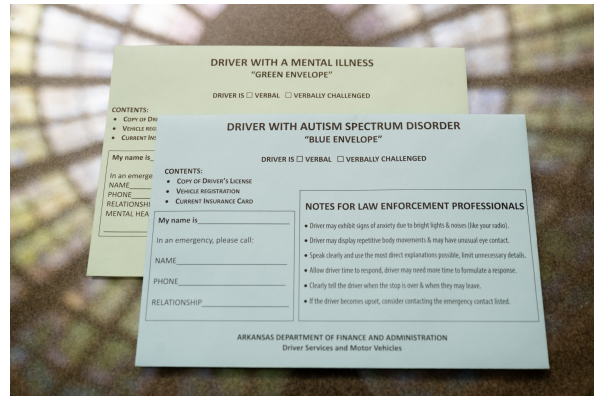 DRIVER WITH A MENTAL ILLNESS
"GREEN ENVELOPE"
DRIVER IS ☐ VERBAL ☐ VERBALLY CHALLENGED
CONTENTS:
• COPY OF
• VEHICLE
• CURRENT
My name is
In an
NAME
PHONE
MENTAL
DRIVER WITH AUTISM SPECTRUM DISORDER
"BLUE ENVELOPE"
DRIVER IS ☐ VERBAL ☐ VERBALLY CHALLENGED
CONTENTS:
• COPY OF DRIVER'S LICENSE
• VEHICLE REGISTRATION
• CURRENT INSURANCE CARD
My name is
In an emergency, please call:
NAME
PHONE
RELATIONSHIP
NOTES FOR LAW ENFORCEMENT PROFESSIONALS
• Driver may exhibit signs of anxiety due to bright lights & noises (like your radio).
• Driver may display repetitive body movements & may have unusual eye contact.
• Speak clearly and use the most direct explanations possible, limit unnecessary details.
• Allow driver time to respond, driver may need more time to formulate a response.
• Clearly tell the driver when the stop is over & when they may leave.
• If the driver becomes upset, consider contacting the emergency contact listed.
ARKANSAS DEPARTMENT OF FINANCE AND ADMINISTRATION
Driver Services and Motor Vehicles